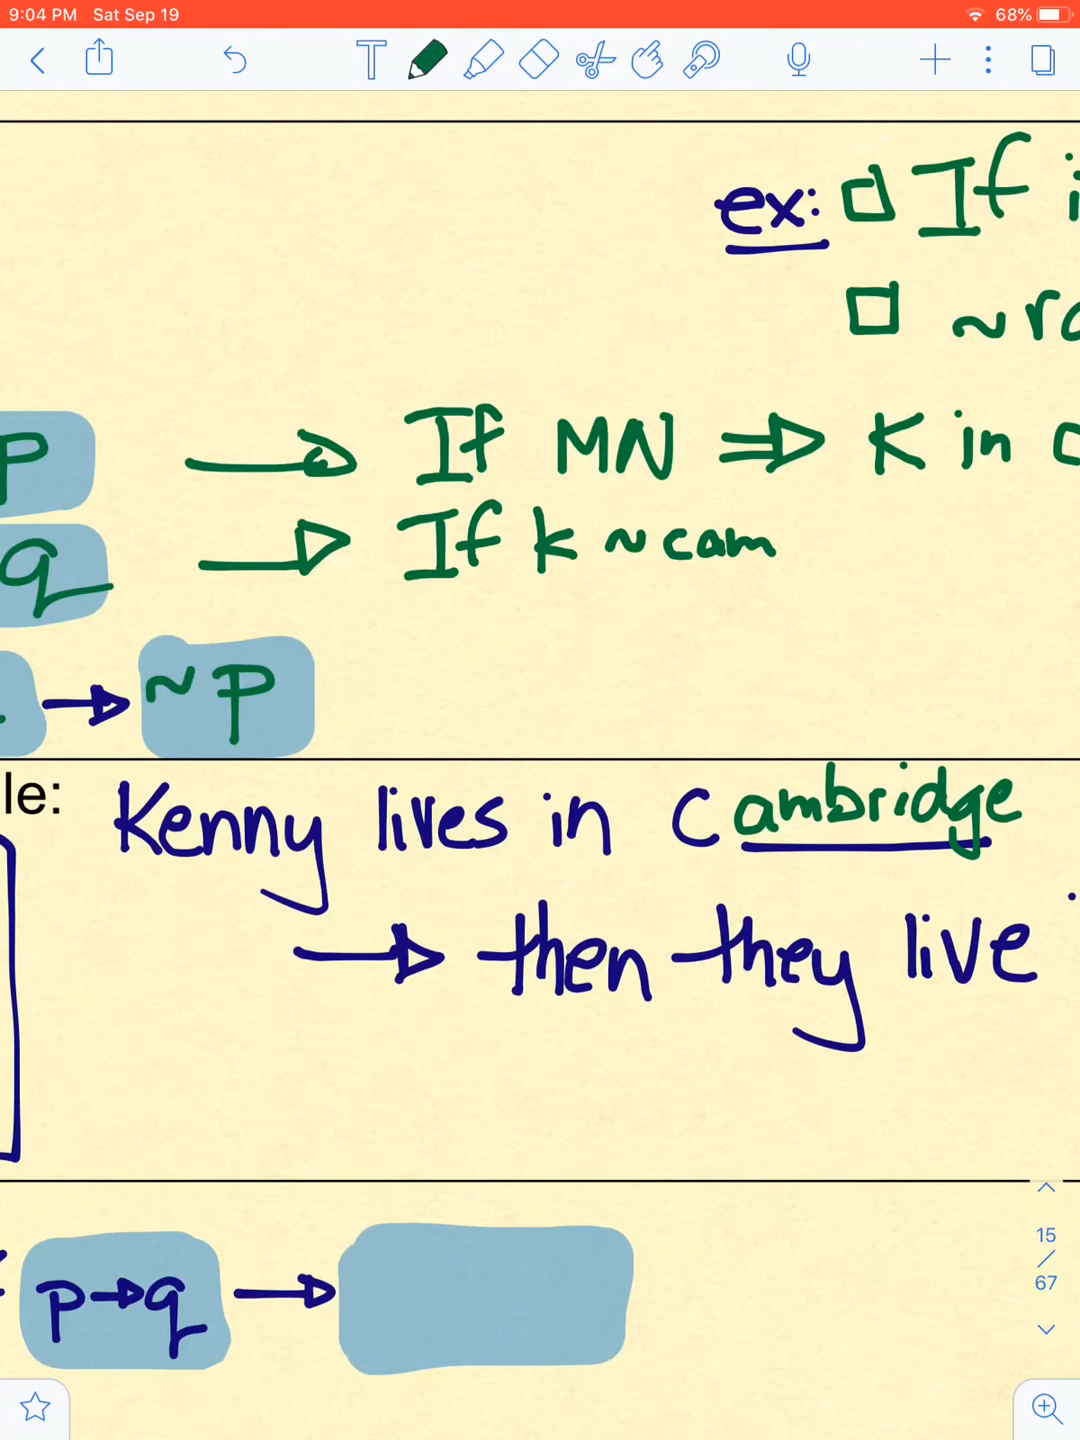 9:04 PM Sat Sep 19 68%
T
ex: □ If i
□ ~ra
p → If MN ⇒ K in C
q → If k ~cam
→ ~p
le: Kenny lives in Cambridge
→ then they live
15
/
67
p→q →